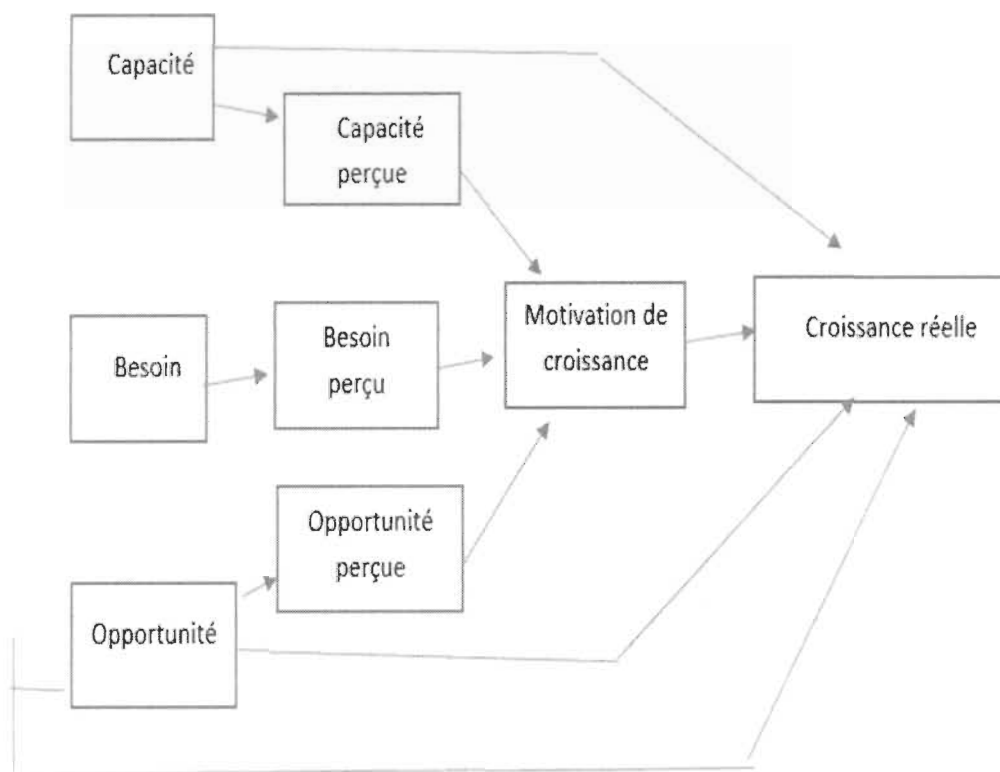 Capacité
Capacité
perçue
Motivation de
croissance
Croissance réelle
Besoin
Besoin
perçu
Opportunité
perçue
Opportunité